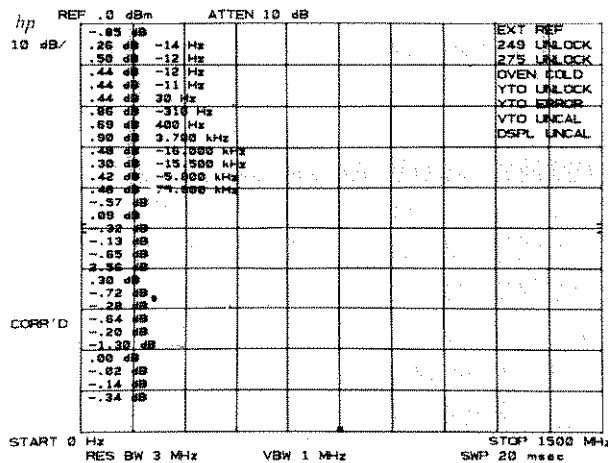 hp
REF .0 dBm ATTEN 10 dB
10 dB/
-.85 dB
.26 dB -14 Hz
.50 dB -12 Hz
.44 dB -12 Hz
.44 dB -11 Hz
.44 dB 30 Hz
.86 dB -310 Hz
.69 dB 400 Hz
.90 dB 3.700 kHz
.48 dB -16.000 kHz
.30 dB -15.500 kHz
.42 dB -5.800 kHz
.48 dB kHz
-.57 dB
.09 dB
-.32 dB
-.13 dB
-.65 dB
2.56 dB
.30 dB
-.72 dB
-.28 dB
-.64 dB
-.20 dB
-1.30 dB
.00 dB
-.02 dB
-.14 dB
-.34 dB
EXT REF
249 UNLOCK
275 UNLOCK
OVEN COLD
YTO UNLOCK
YTO ERROR
VTO UNCAL
DSPL UNCAL
CORR'D
START 0 Hz STOP 1500 MHz
RES BW 3 MHz VBW 1 MHz SWP 20 msec